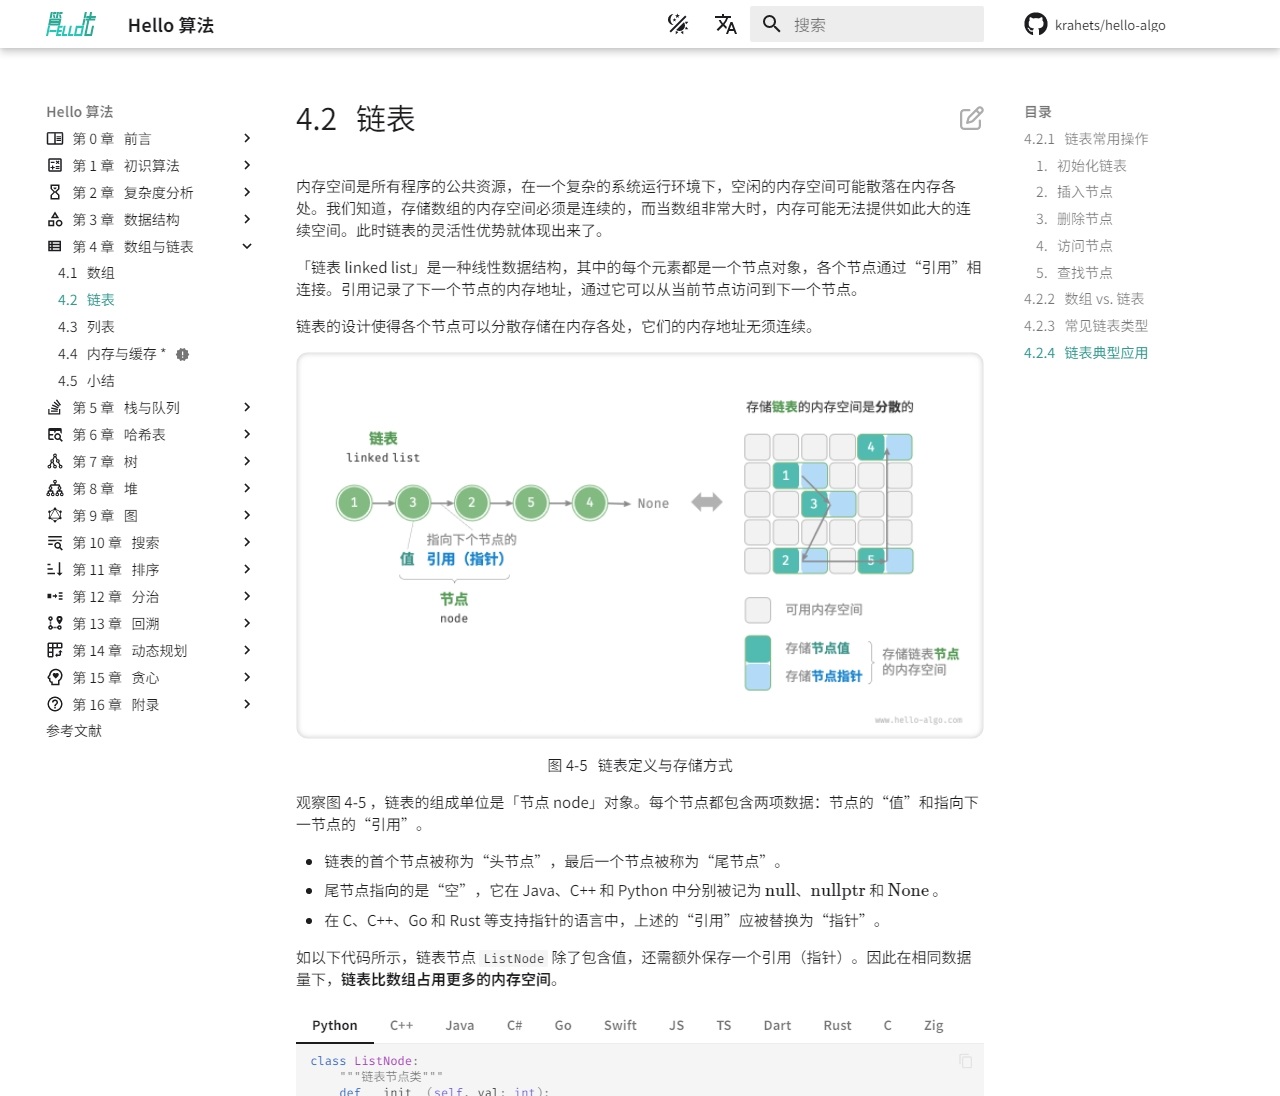 Hello 算法
搜索
krahets/hello-algo
Hello 算法
第 0 章 前言
第 1 章 初识算法
第 2 章 复杂度分析
第 3 章 数据结构
第 4 章 数组与链表
4.1 数组
4.2 链表
4.3 列表
4.4 内存与缓存 *
4.5 小结
第 5 章 栈与队列
第 6 章 哈希表
第 7 章 树
第 8 章 堆
第 9 章 图
第 10 章 搜索
第 11 章 排序
第 12 章 分治
第 13 章 回溯
第 14 章 动态规划
第 15 章 贪心
第 16 章 附录
参考文献
4.2 链表
内存空间是所有程序的公共资源，在一个复杂的系统运行环境下，空闲的内存空间可能散落在内存各
处。我们知道，存储数组的内存空间必须是连续的，而当数组非常大时，内存可能无法提供如此大的连
续空间。此时链表的灵活性优势就体现出来了。
「链表 linked list」是一种线性数据结构，其中的每个元素都是一个节点对象，各个节点通过“引用”相
连接。引用记录了下一个节点的内存地址，通过它可以从当前节点访问到下一个节点。
链表的设计使得各个节点可以分散存储在内存各处，它们的内存地址无须连续。
链表
linked list
1 3 2 5 4 None
指向下个节点的
值 引用（指针）
节点
node
存储链表的内存空间是分散的
4
1
3
2 5
可用内存空间
存储节点值
存储节点指针
存储链表节点
的内存空间
www.hello-algo.com
图 4-5 链表定义与存储方式
观察图 4-5 ，链表的组成单位是「节点 node」对象。每个节点都包含两项数据：节点的“值”和指向下
一节点的“引用”。
链表的首个节点被称为“头节点”，最后一个节点被称为“尾节点”。
尾节点指向的是“空”，它在 Java、C++ 和 Python 中分别被记为 null、nullptr 和 None 。
在 C、C++、Go 和 Rust 等支持指针的语言中，上述的“引用”应被替换为“指针”。
如以下代码所示，链表节点 ListNode 除了包含值，还需额外保存一个引用（指针）。因此在相同数据
量下，链表比数组占用更多的内存空间。
Python C++ Java C# Go Swift JS TS Dart Rust C Zig
class ListNode:
"""链表节点类"""
def __init__(self, val: int):
目录
4.2.1 链表常用操作
1. 初始化链表
2. 插入节点
3. 删除节点
4. 访问节点
5. 查找节点
4.2.2 数组 vs. 链表
4.2.3 常见链表类型
4.2.4 链表典型应用